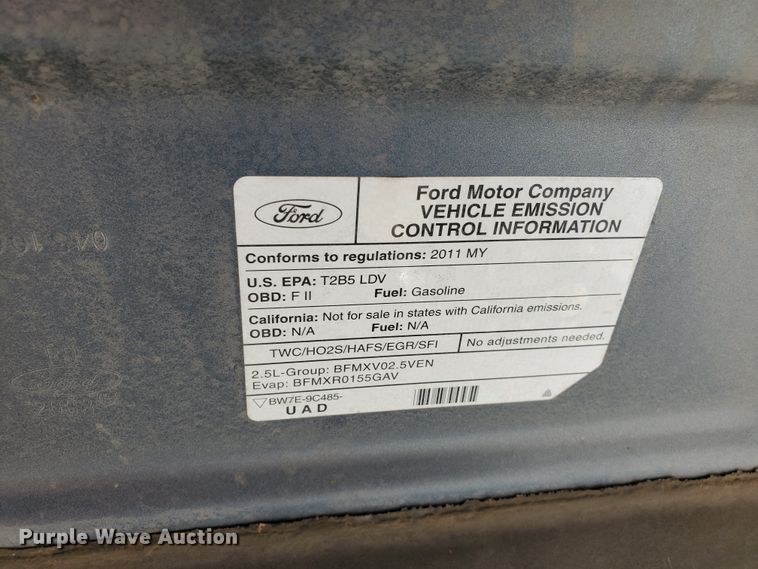 Ford
Ford Motor Company
VEHICLE EMISSION
CONTROL INFORMATION
Conforms to regulations: 2011 MY
U.S. EPA: T2B5 LDV
OBD: F II Fuel: Gasoline
California: Not for sale in states with California emissions.
OBD: N/A Fuel: N/A
TWC/HO2S/HAFS/EGR/SFI No adjustments needed.
2.5L-Group: BFMXV02.5VEN
Evap: BFMXR0155GAV
BW7E-9C485-
UAD
Purple Wave Auction